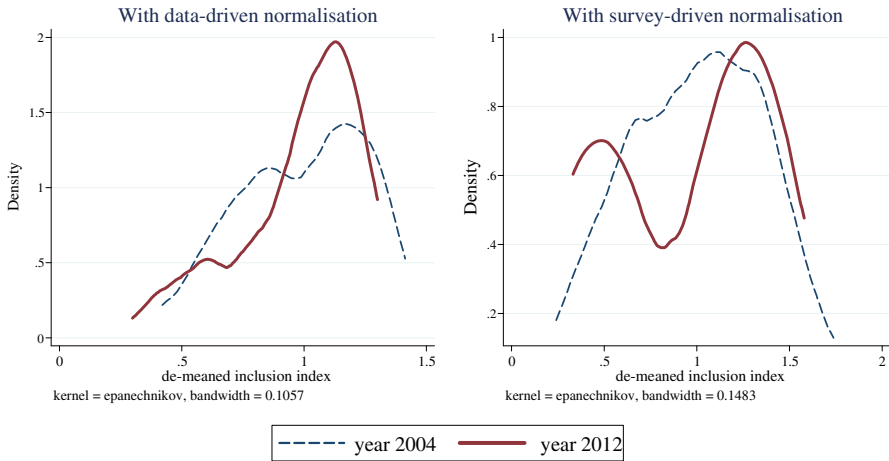 With data-driven normalisation
2
1.5
1
.5
0
Density
0
.5
1
1.5
de-meaned inclusion index
kernel = epanechnikov, bandwidth = 0.1057
With survey-driven normalisation
1
.8
.6
.4
.2
Density
0
.5
1
1.5
2
de-meaned inclusion index
kernel = epanechnikov, bandwidth = 0.1483
year 2004
year 2012